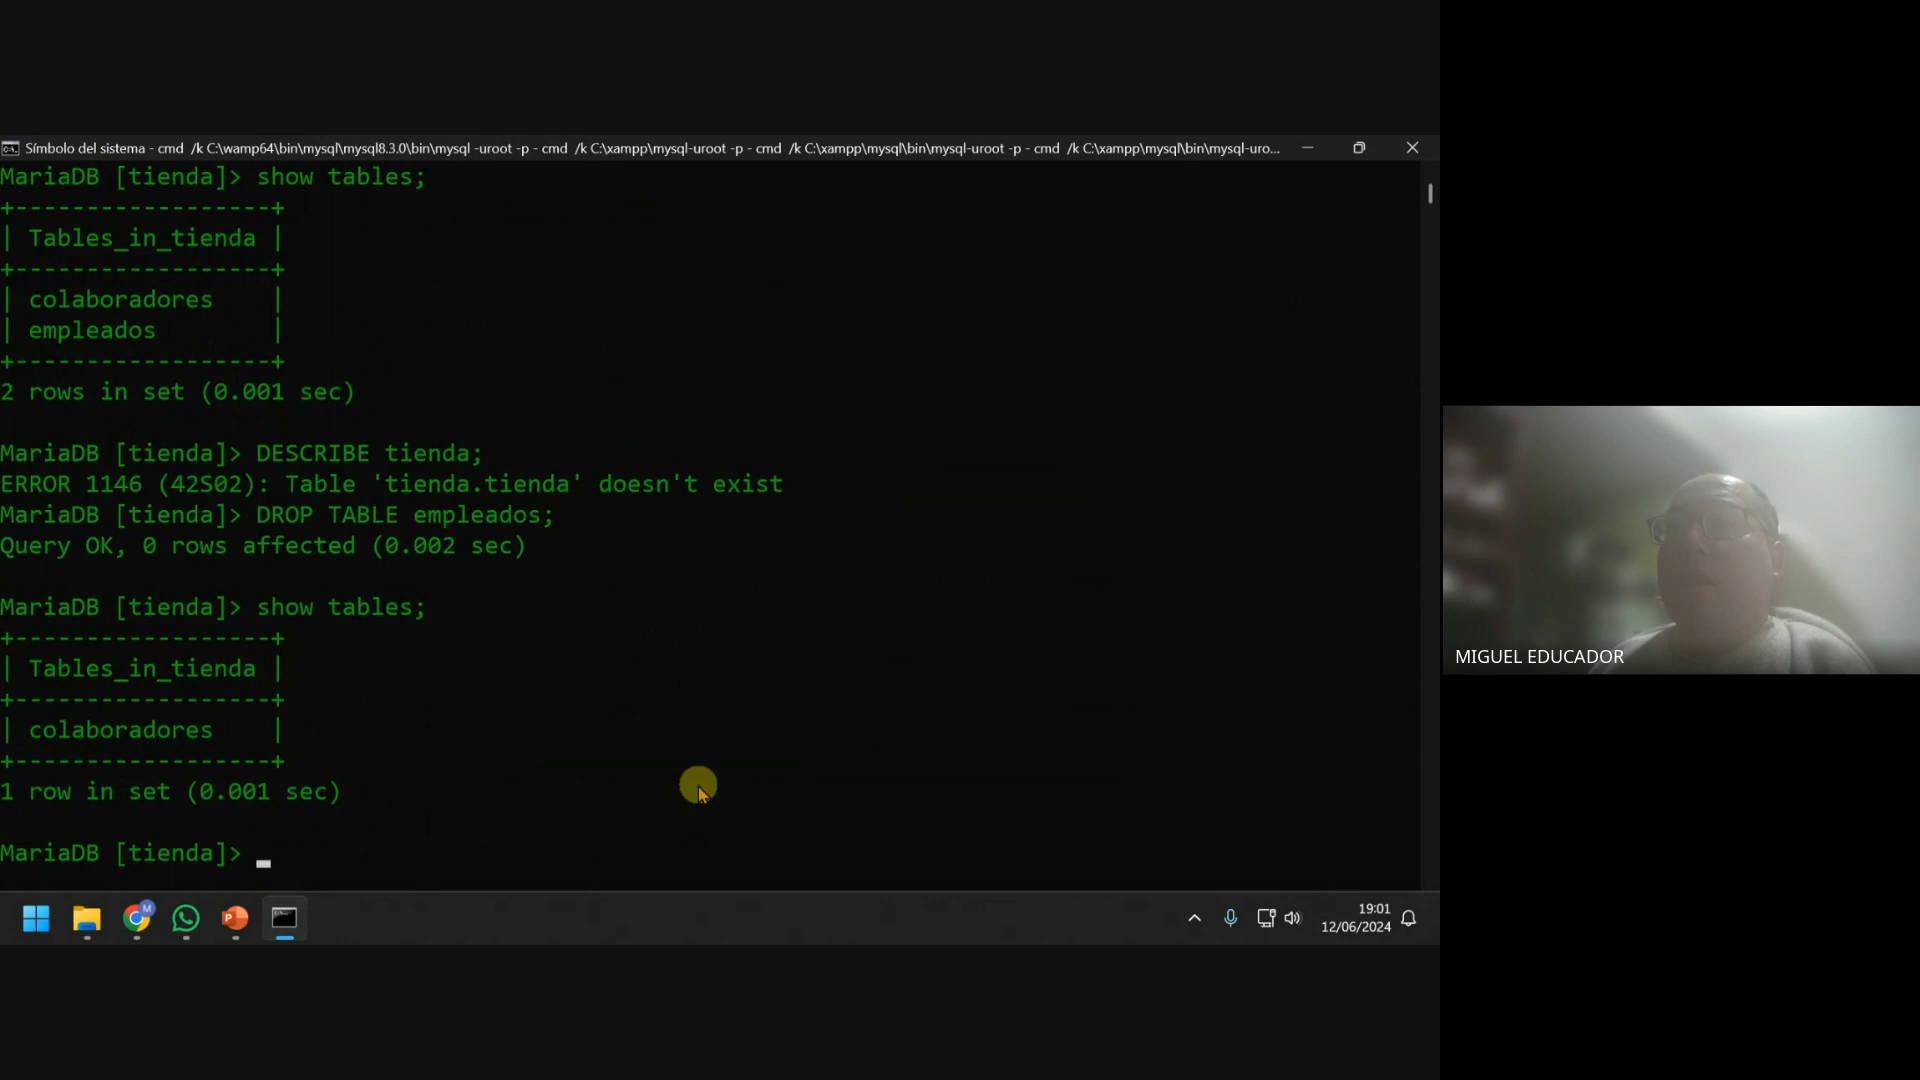 Símbolo del sistema - cmd /k C:\wamp64\bin\mysql\mysql8.3.0\bin\mysql -uroot -p - cmd /k C:\xampp\mysql-uroot -p - cmd /k C:\xampp\mysql\bin\mysql-uroot -p - cmd /k C:\xampp\mysql\bin\mysql-uro...
MariaDB [tienda]> show tables;
+------------------+
| Tables_in_tienda |
+------------------+
| colaboradores    |
| empleados        |
+------------------+
2 rows in set (0.001 sec)
MariaDB [tienda]> DESCRIBE tienda;
ERROR 1146 (42S02): Table 'tienda.tienda' doesn't exist
MariaDB [tienda]> DROP TABLE empleados;
Query OK, 0 rows affected (0.002 sec)
MariaDB [tienda]> show tables;
+------------------+
| Tables_in_tienda |
+------------------+
| colaboradores    |
+------------------+
1 row in set (0.001 sec)
MariaDB [tienda]>
M
P
19:01
12/06/2024
MIGUEL EDUCADOR